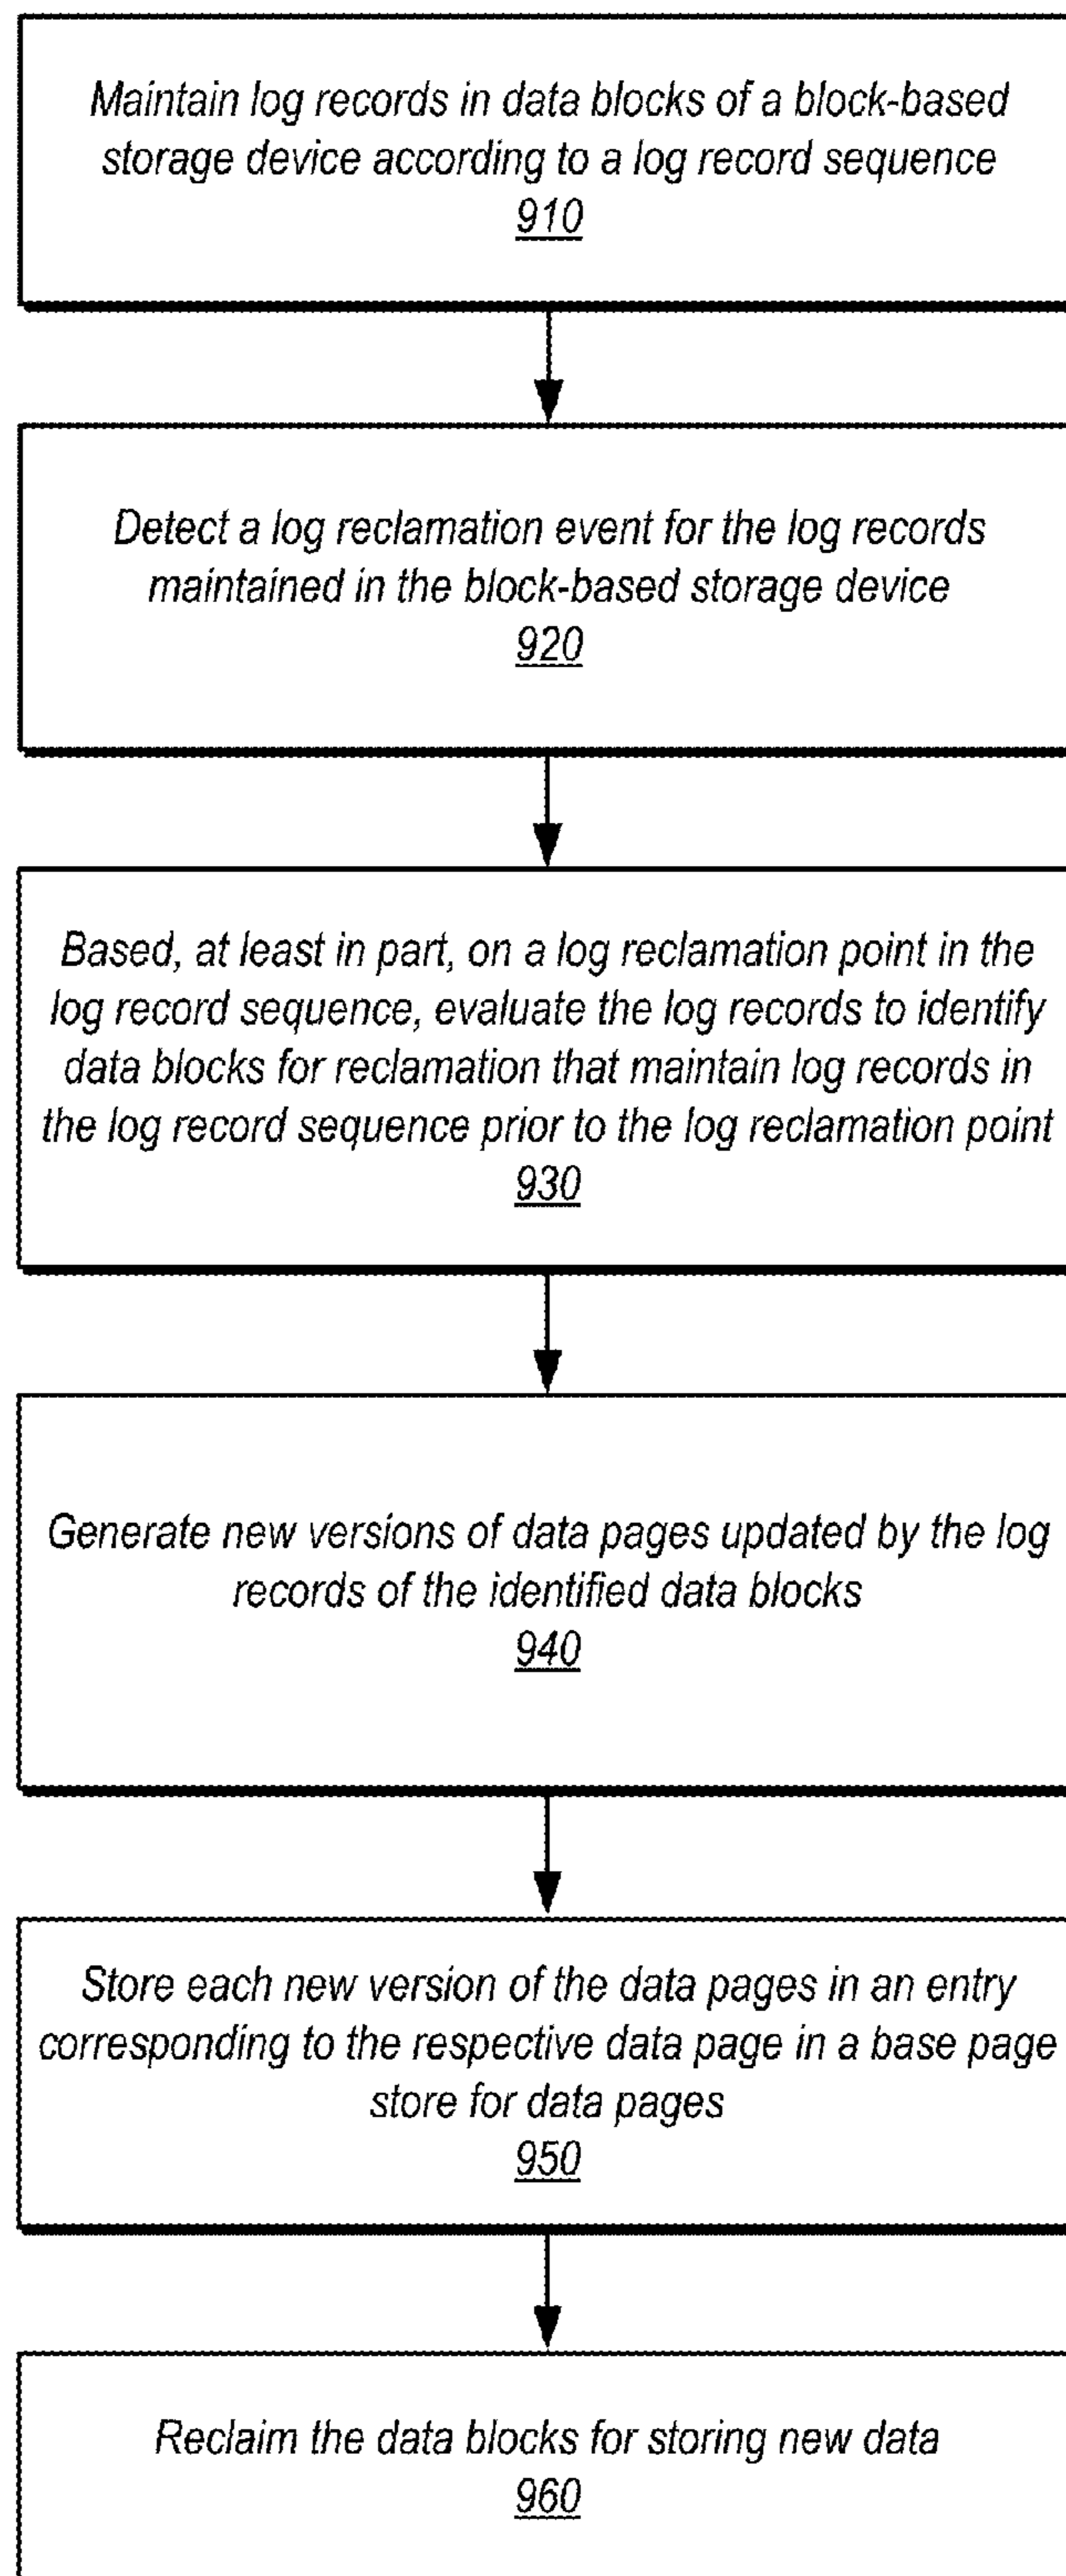 Maintain log records in data blocks of a block-based
storage device according to a log record sequence
910
Detect a log reclamation event for the log records
maintained in the block-based storage device
920
Based, at least in part, on a log reclamation point in the
log record sequence, evaluate the log records to identify
data blocks for reclamation that maintain log records in
the log record sequence prior to the log reclamation point
930
Generate new versions of data pages updated by the log
records of the identified data blocks
940
Store each new version of the data pages in an entry
corresponding to the respective data page in a base page
store for data pages
950
Reclaim the data blocks for storing new data
960